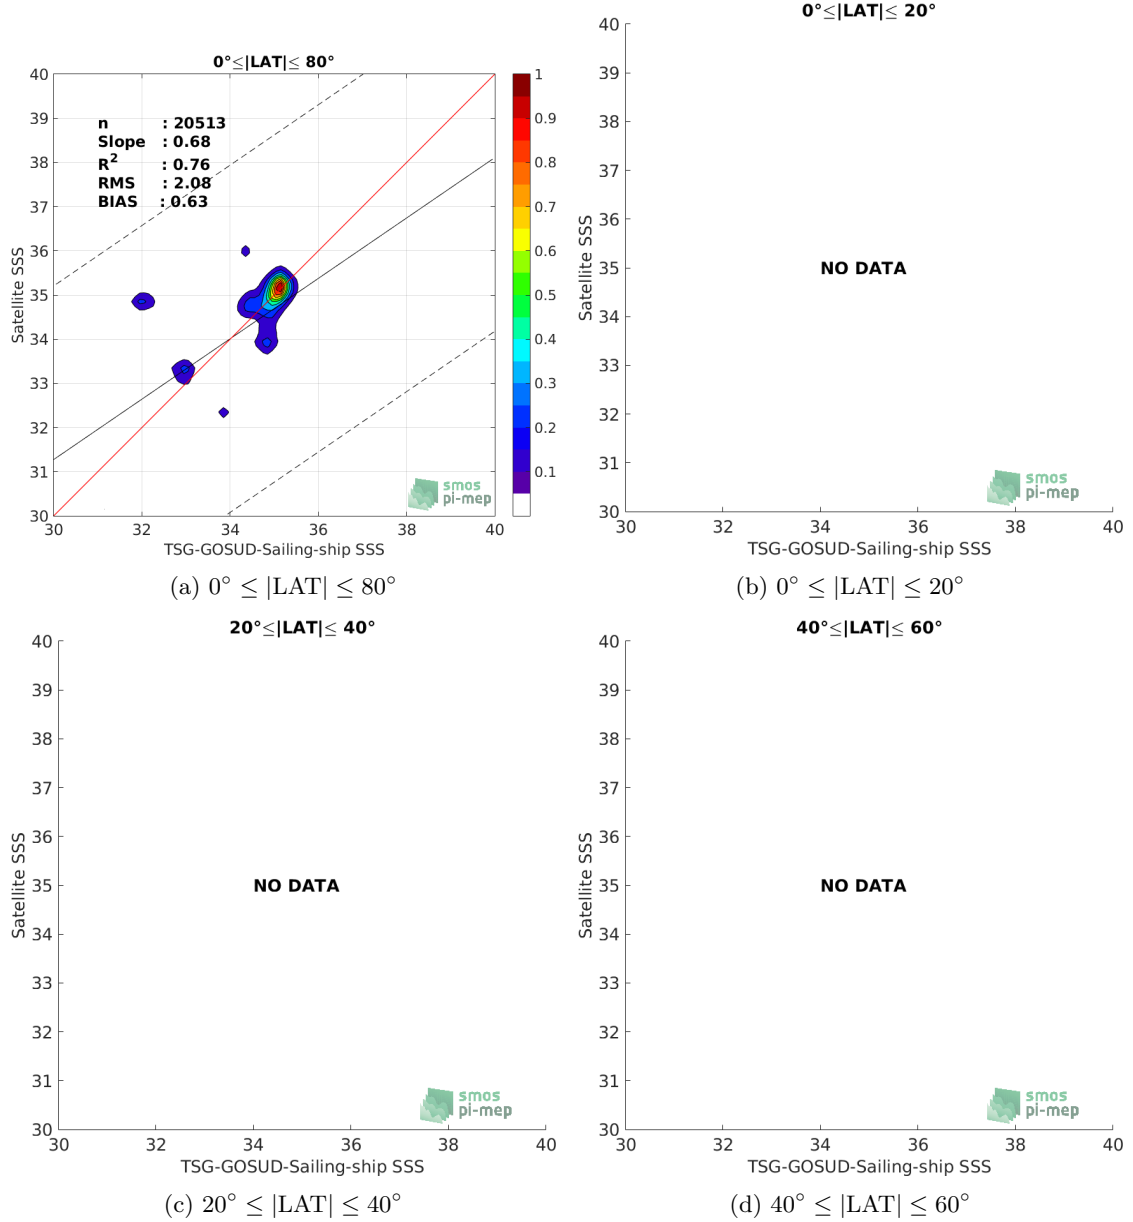 0°≤|LAT|≤ 80°
40
39
38
37
36
35
34
33
32
31
30
Satellite SSS
n : 20513
Slope : 0.68
R² : 0.76
RMS : 2.08
BIAS : 0.63
1
0.9
0.8
0.7
0.6
0.5
0.4
0.3
0.2
0.1
smos
pi-mep
30 32 34 36 38 40
TSG-GOSUD-Sailing-ship SSS
(a) 0° ≤ |LAT| ≤ 80°
0°≤|LAT|≤ 20°
40
39
38
37
36
35
34
33
32
31
30
Satellite SSS
NO DATA
smos
pi-mep
30 32 34 36 38 40
TSG-GOSUD-Sailing-ship SSS
(b) 0° ≤ |LAT| ≤ 20°
20°≤|LAT|≤ 40°
40
39
38
37
36
35
34
33
32
31
30
Satellite SSS
NO DATA
smos
pi-mep
30 32 34 36 38 40
TSG-GOSUD-Sailing-ship SSS
(c) 20° ≤ |LAT| ≤ 40°
40°≤|LAT|≤ 60°
40
39
38
37
36
35
34
33
32
31
30
Satellite SSS
NO DATA
smos
pi-mep
30 32 34 36 38 40
TSG-GOSUD-Sailing-ship SSS
(d) 40° ≤ |LAT| ≤ 60°